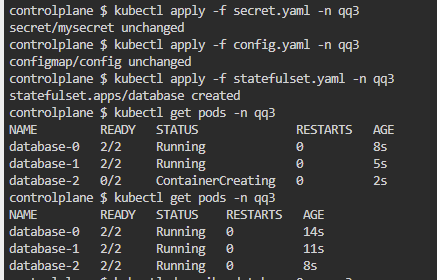 controlplane $ kubectl apply -f secret.yaml -n qq3
secret/mysecret unchanged
controlplane $ kubectl apply -f config.yaml -n qq3
configmap/config unchanged
controlplane $ kubectl apply -f statefulset.yaml -n qq3
statefulset.apps/database created
controlplane $ kubectl get pods -n qq3
NAME READY STATUS RESTARTS AGE
database-0 2/2 Running 0 8s
database-1 2/2 Running 0 5s
database-2 0/2 ContainerCreating 0 2s
controlplane $ kubectl get pods -n qq3
NAME READY STATUS RESTARTS AGE
database-0 2/2 Running 0 14s
database-1 2/2 Running 0 11s
database-2 2/2 Running 0 8s